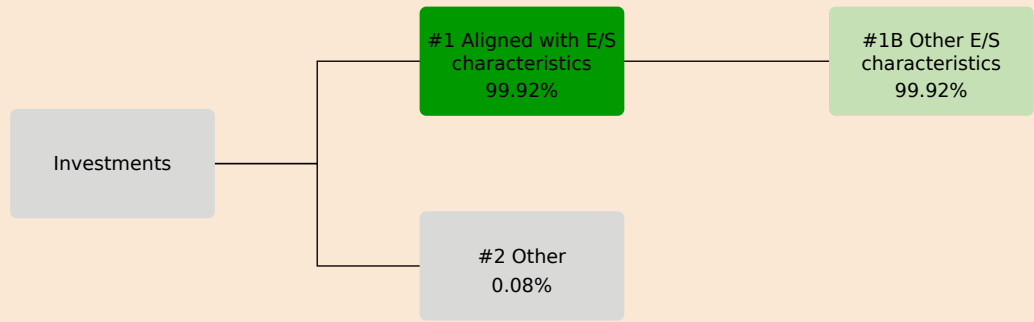 #1 Aligned with E/S
characteristics
99.92%
#1B Other E/S
characteristics
99.92%
Investments
#2 Other
0.08%